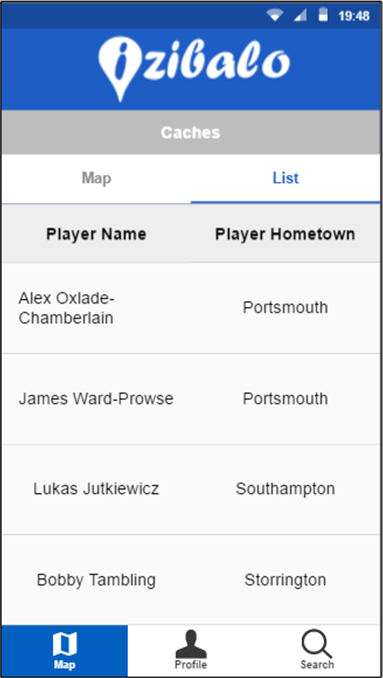 19:48
izibalo
Caches
Map
List
Player Name
Player Hometown
Alex Oxlade-
Chamberlain
Portsmouth
James Ward-Prowse
Portsmouth
Lukas Jutkiewicz
Southampton
Bobby Tambling
Storrington
Map
Profile
Search